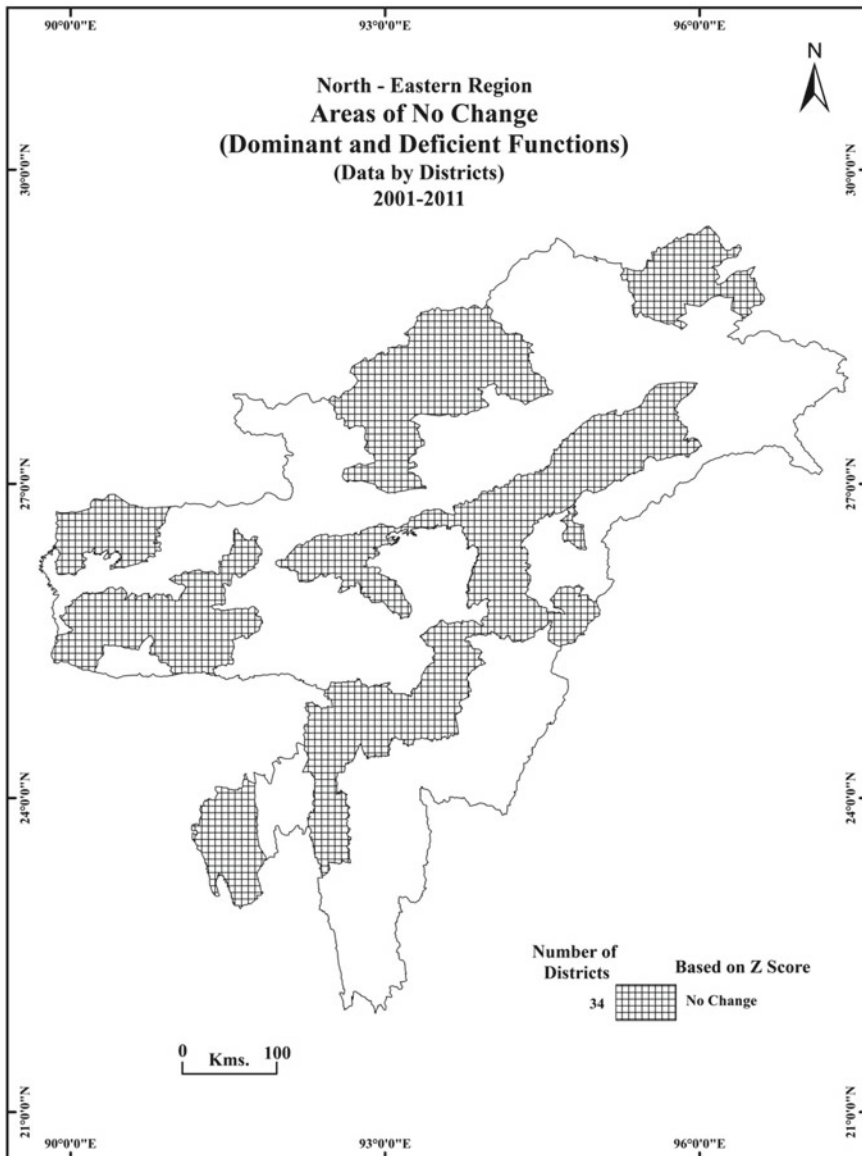 90°0'0"E 93°0'0"E 96°0'0"E
N
North - Eastern Region
Areas of No Change
(Dominant and Deficient Functions)
(Data by Districts)
2001-2011
30°0'0"N 30°0'0"N
27°0'0"N 27°0'0"N
24°0'0"N 24°0'0"N
Number of
Districts
Based on Z Score
34 No Change
0 Kms. 100
21°0'0"N 21°0'0"N
90°0'0"E 93°0'0"E 96°0'0"E